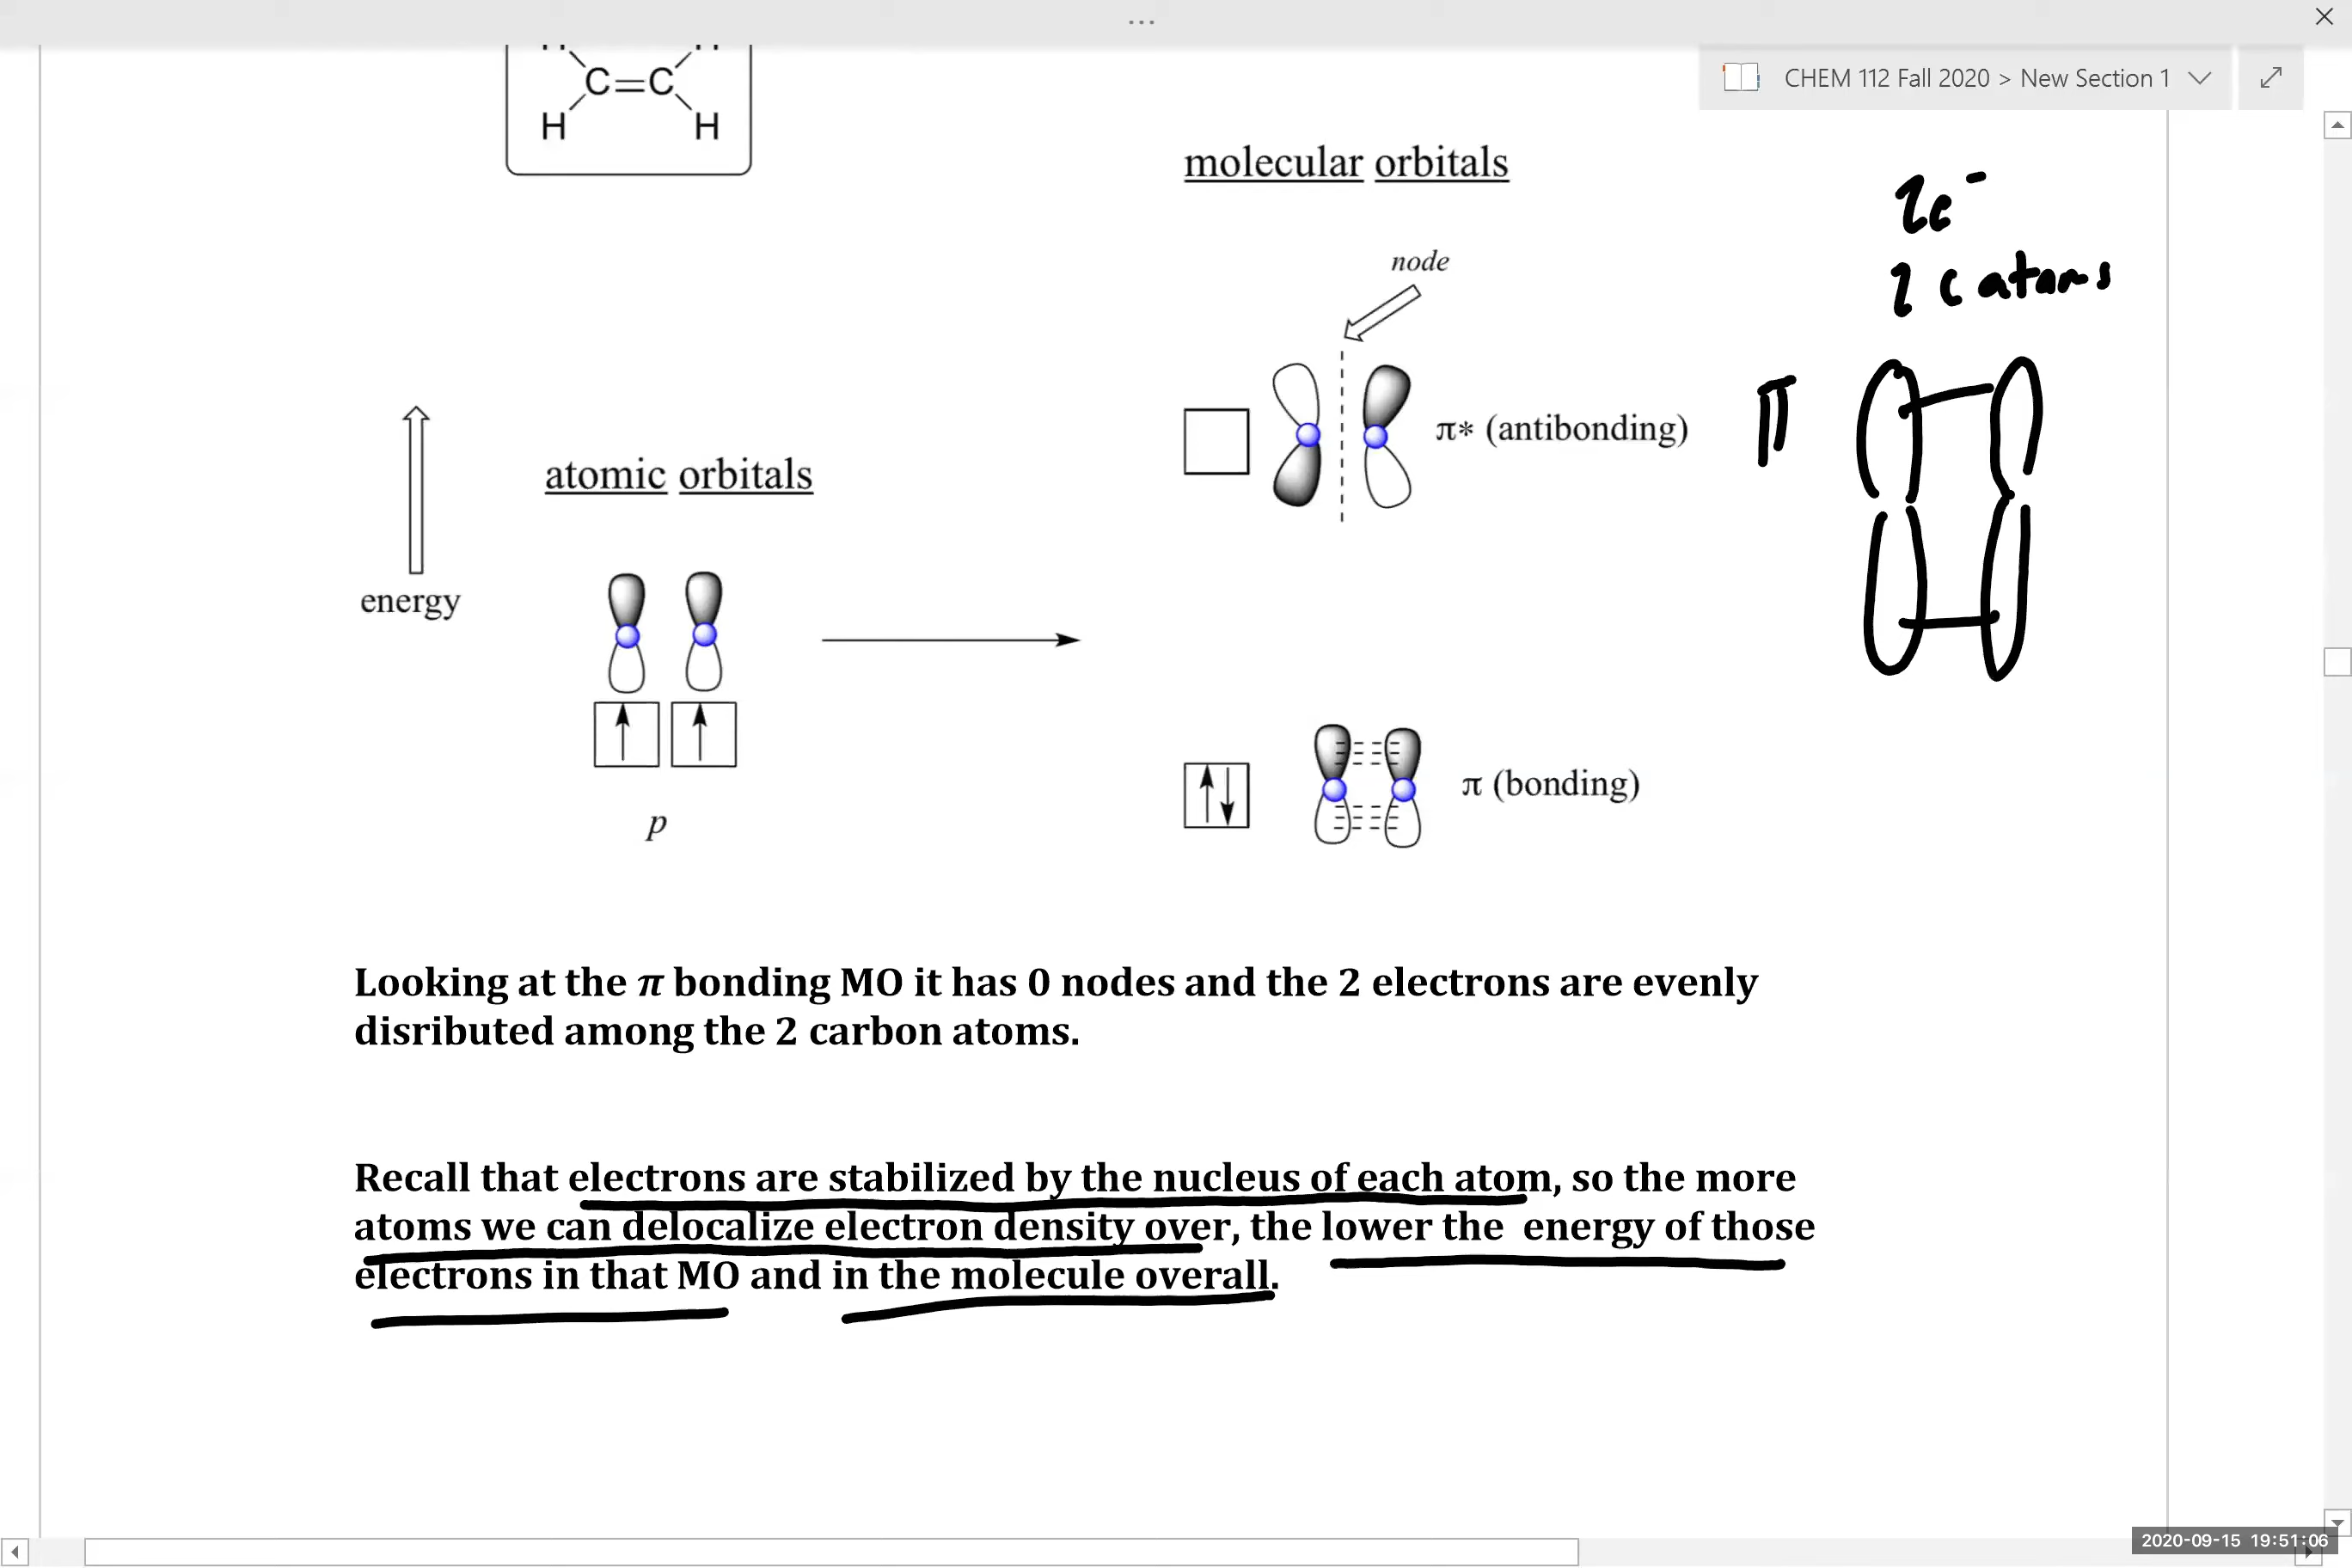 ...
CHEM 112 Fall 2020 > New Section 1
C=C
H H
molecular orbitals
2e⁻
2 C atoms
node
π* (antibonding)
π
atomic orbitals
energy
p
π (bonding)
Looking at the π bonding MO it has 0 nodes and the 2 electrons are evenly
disributed among the 2 carbon atoms.
Recall that electrons are stabilized by the nucleus of each atom, so the more
atoms we can delocalize electron density over, the lower the energy of those
electrons in that MO and in the molecule overall.
2020-09-15 19:51:06